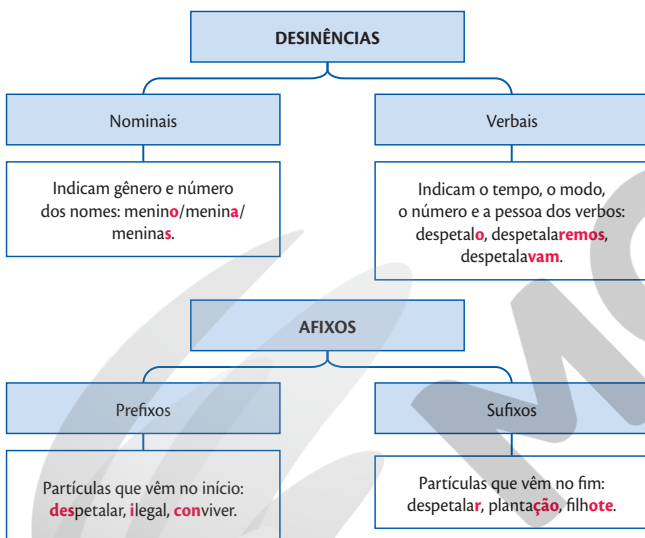 DESINÊNCIAS
Nominais
Verbais
Indicam gênero e número
dos nomes: menino/menina/
meninas.
Indicam o tempo, o modo,
o número e a pessoa dos verbos:
despetalo, despetalaremos,
despetalavam.
AFIXOS
Prefixos
Sufixos
Partículas que vêm no início:
despetalar, ilegal, conviver.
Partículas que vêm no fim:
despetalar, plantação, filhote.